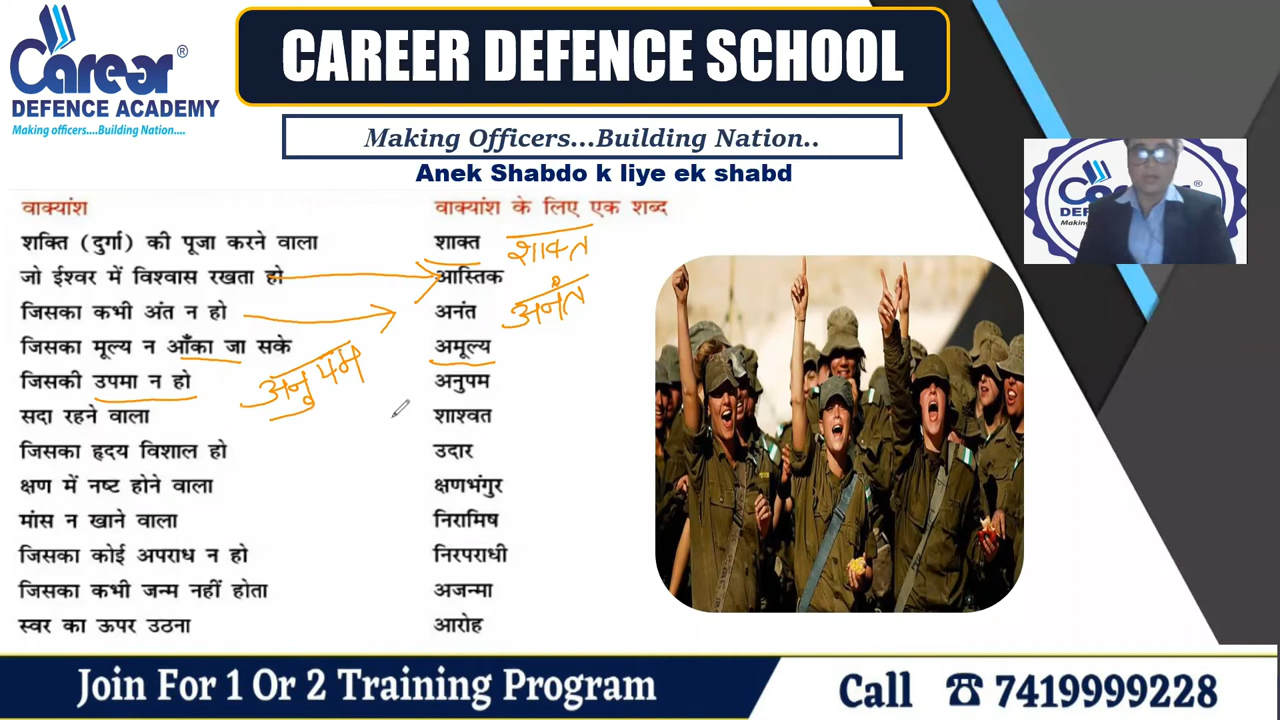 Carear®
DEFENCE ACADEMY
Making officers....Building Nation....
CAREER DEFENCE SCHOOL
Making Officers...Building Nation..
Anek Shabdo k liye ek shabd
वाक्यांश वाक्यांश के लिए एक शब्द
शक्ति (दुर्गा) की पूजा करने वाला शाक्त शाक्त
जो ईश्वर में विश्वास रखता हो आस्तिक
जिसका कभी अंत न हो अनंत अनंत
जिसका मूल्य न आँका जा सके अमूल्य
जिसकी उपमा न हो अनुपम अनुपम
सदा रहने वाला शाश्वत
जिसका हृदय विशाल हो उदार
क्षण में नष्ट होने वाला क्षणभंगुर
मांस न खाने वाला निरामिष
जिसका कोई अपराध न हो निरपराधी
जिसका कभी जन्म नहीं होता अजन्मा
स्वर का ऊपर उठना आरोह
Join For 1 Or 2 Training Program
Call ☎ 7419999228